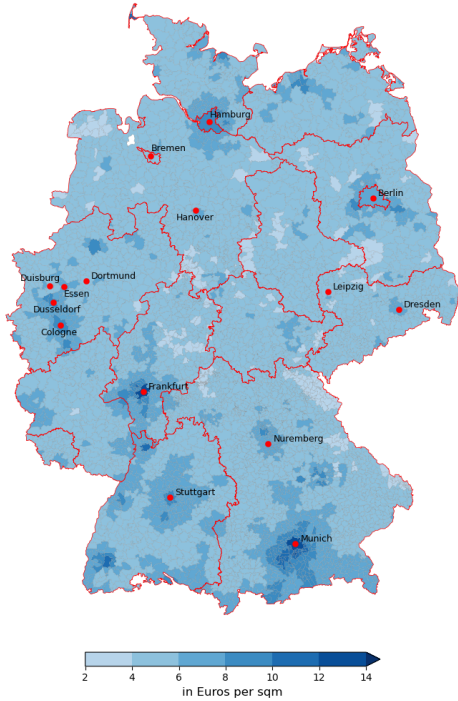 Hamburg
Bremen
Berlin
Hanover
Duisburg
Dortmund
Essen
Leipzig
Dusseldorf
Dresden
Cologne
Frankfurt
Nuremberg
Stuttgart
Munich
2 4 6 8 10 12 14
in Euros per sqm